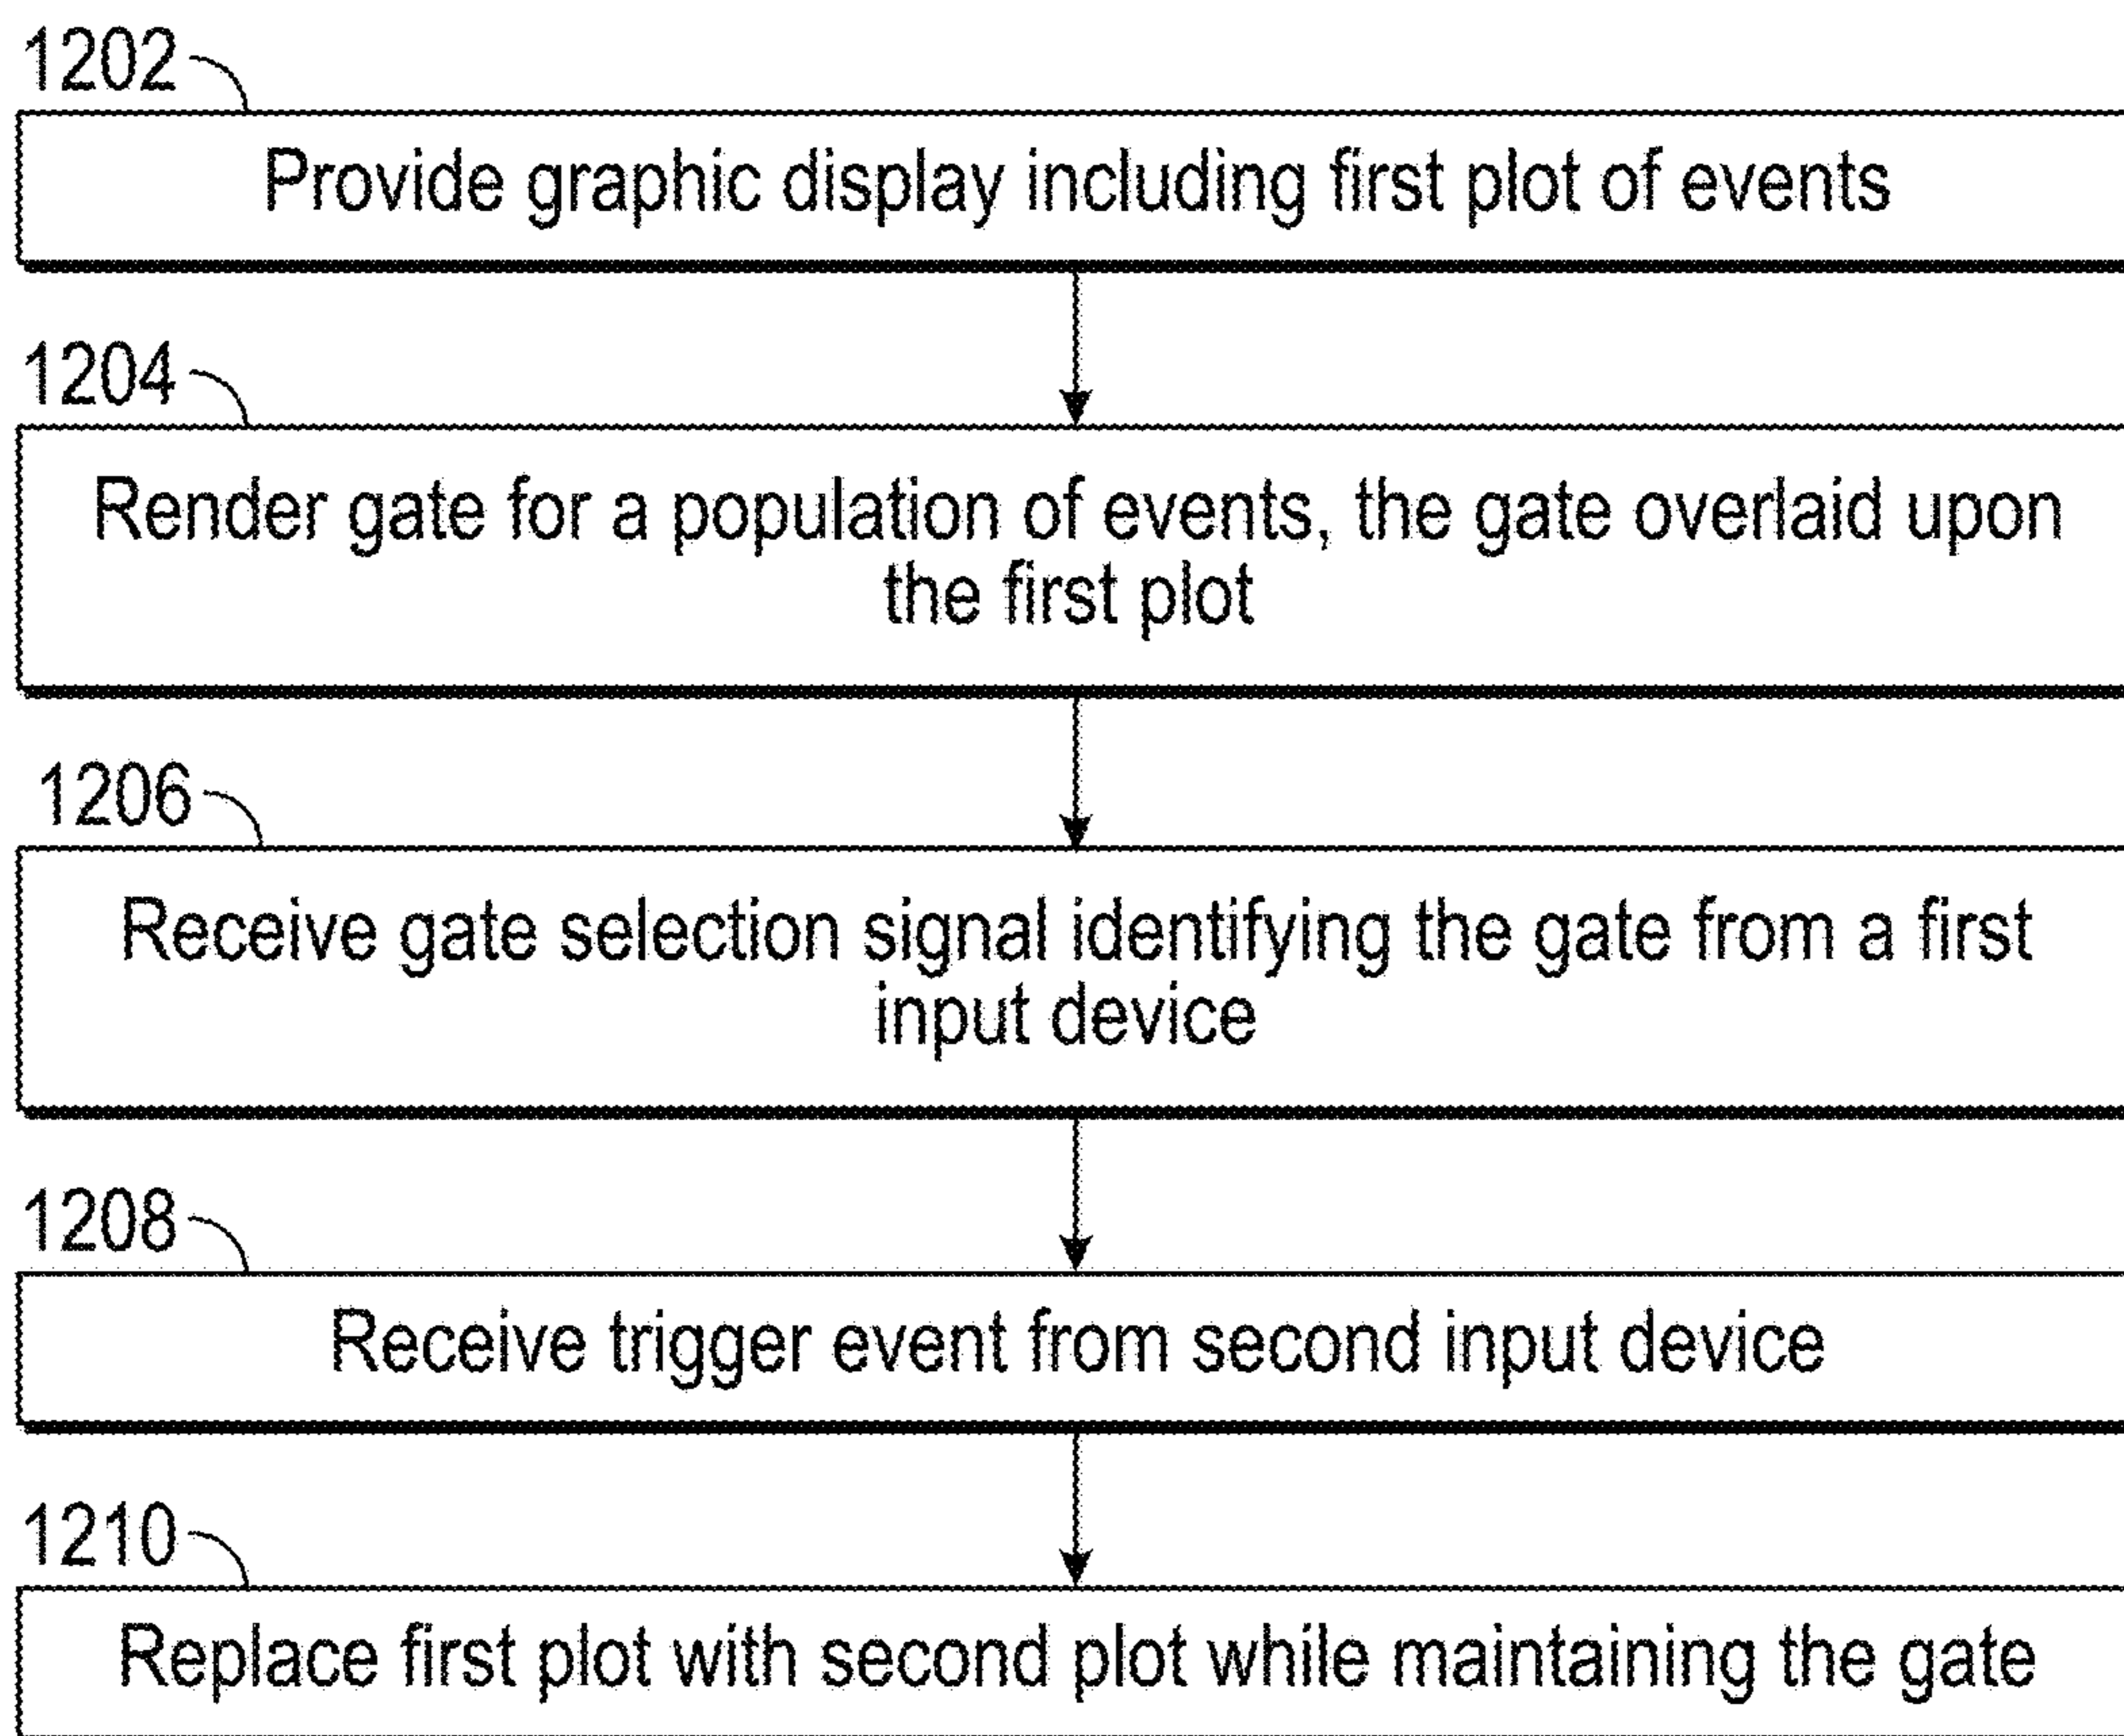 1202
Provide graphic display including first plot of events
1204
Render gate for a population of events, the gate overlaid upon
the first plot
1206
Receive gate selection signal identifying the gate from a first
input device
1208
Receive trigger event from second input device
1210
Replace first plot with second plot while maintaining the gate